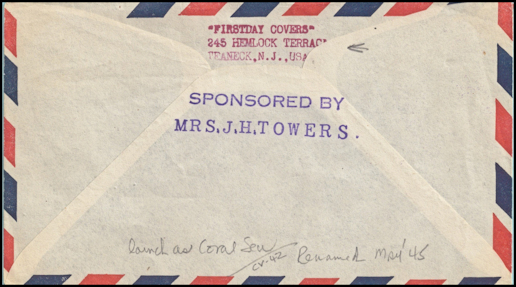 "FIRSTDAY COVERS"
245 HEMLOCK TERRAC
TEANECK, N.J., USA
SPONSORED BY
MRS. J. H. TOWERS.
launch as Coral Sea
CV-42
Renamed May '45